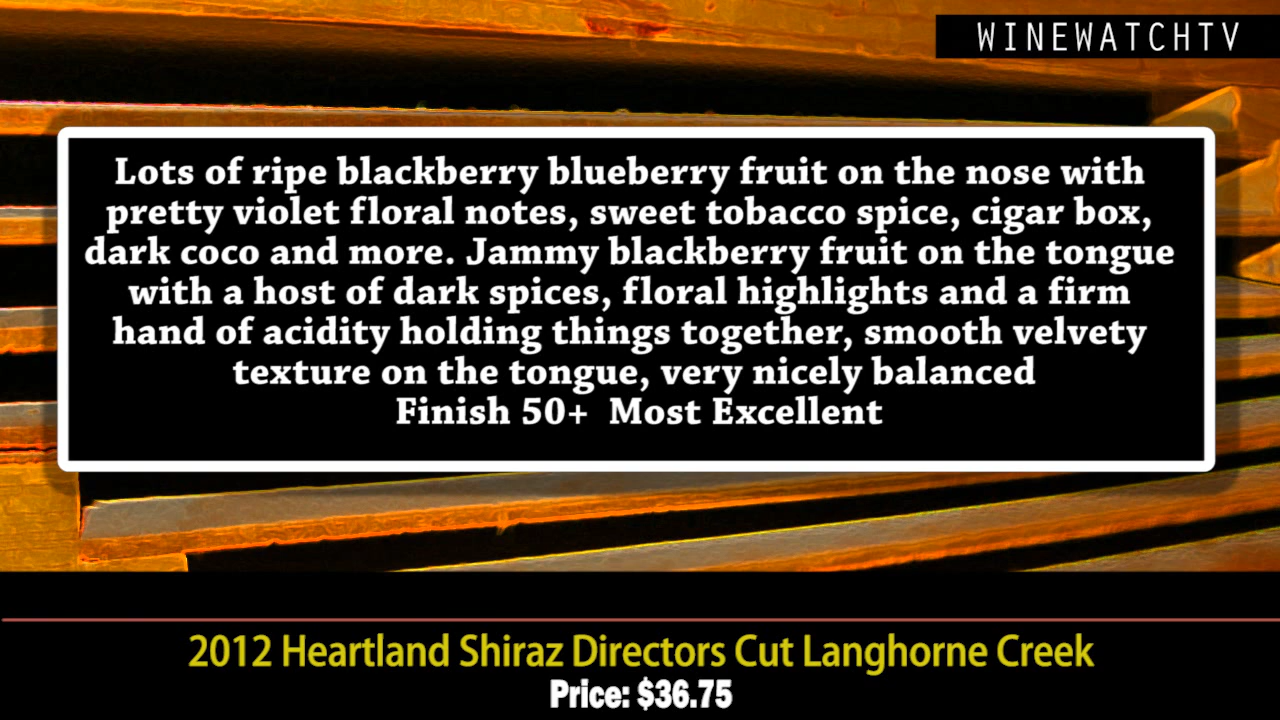 WINEWATCHTV
Lots of ripe blackberry blueberry fruit on the nose with
pretty violet floral notes, sweet tobacco spice, cigar box,
dark coco and more. Jammy blackberry fruit on the tongue
with a host of dark spices, floral highlights and a firm
hand of acidity holding things together, smooth velvety
texture on the tongue, very nicely balanced
Finish 50+ Most Excellent
2012 Heartland Shiraz Directors Cut Langhorne Creek
Price: $36.75